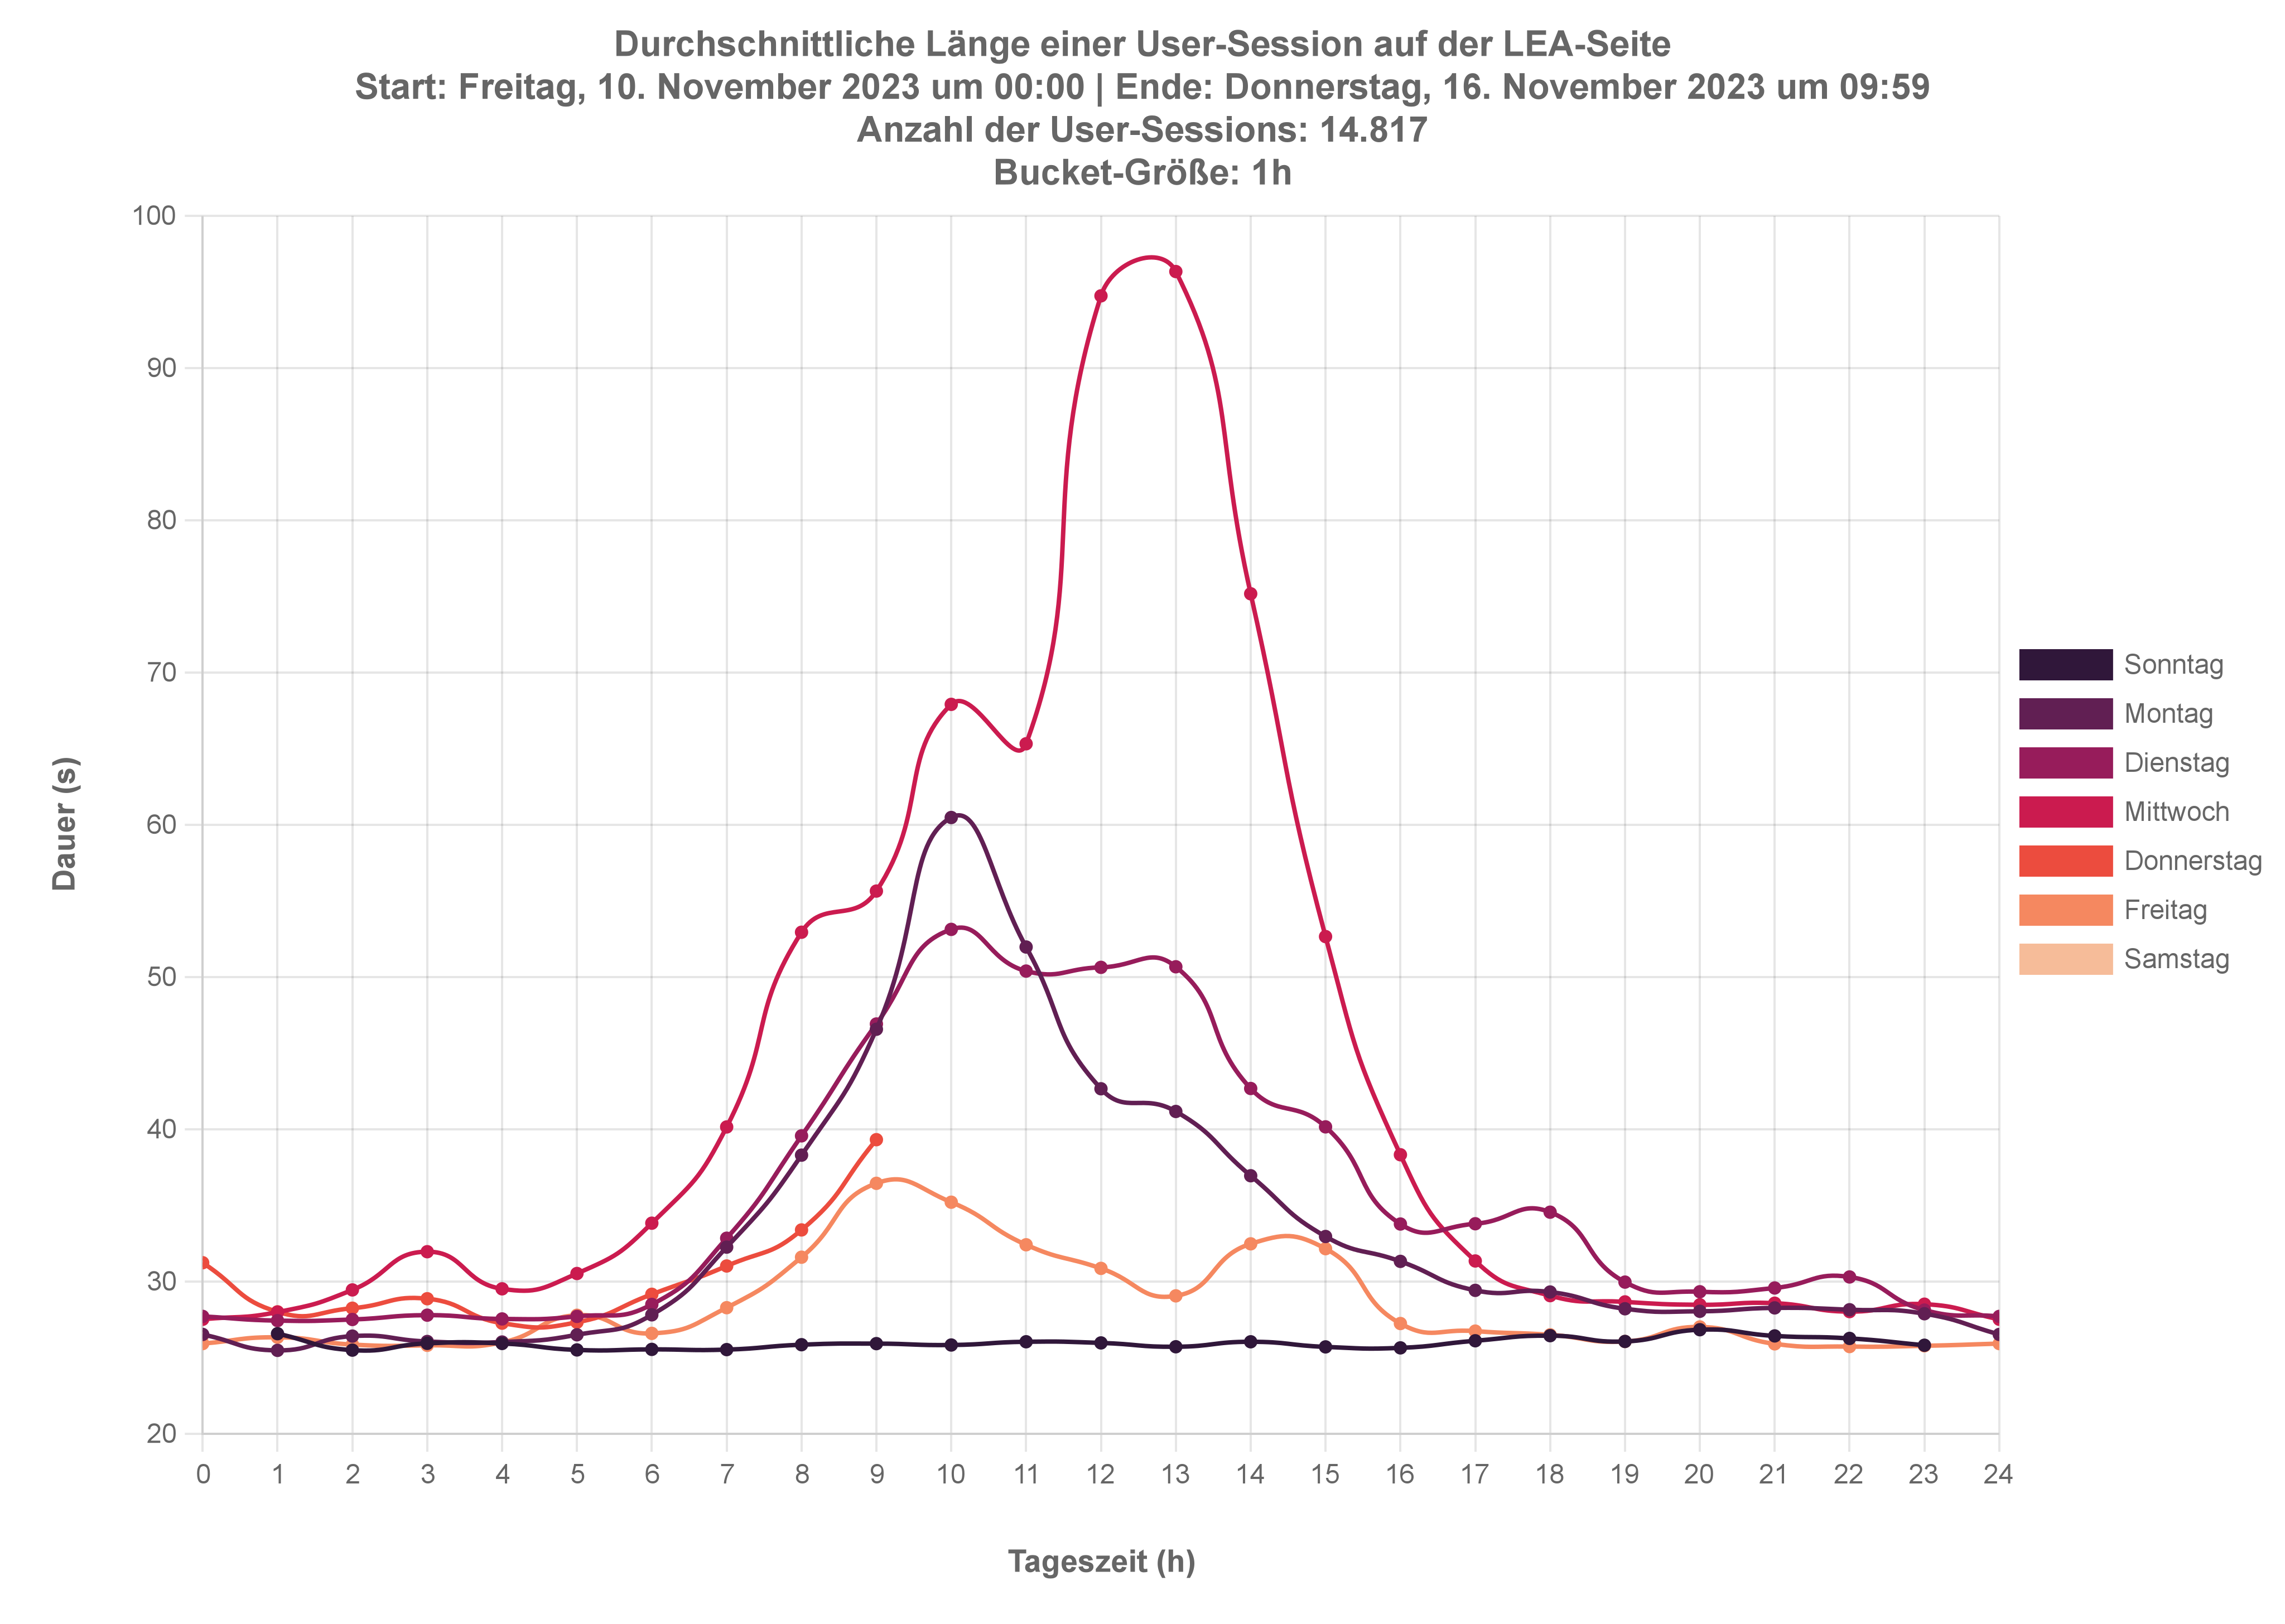 Durchschnittliche Länge einer User-Session auf der LEA-Seite
Start: Freitag, 10. November 2023 um 00:00 | Ende: Donnerstag, 16. November 2023 um 09:59
Anzahl der User-Sessions: 14.817
Bucket-Größe: 1h
100
90
80
70
60
50
40
30
20
Dauer (s)
0 1 2 3 4 5 6 7 8 9 10 11 12 13 14 15 16 17 18 19 20 21 22 23 24
Tageszeit (h)
Sonntag
Montag
Dienstag
Mittwoch
Donnerstag
Freitag
Samstag